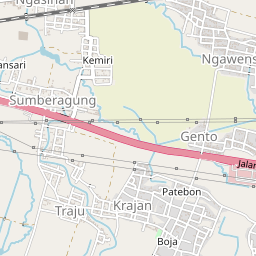 Ngasinan
Kemiri
ansari
Ngawens
Sumberagung
Gento
Jalan
Patebon
Traju
Krajan
Boja